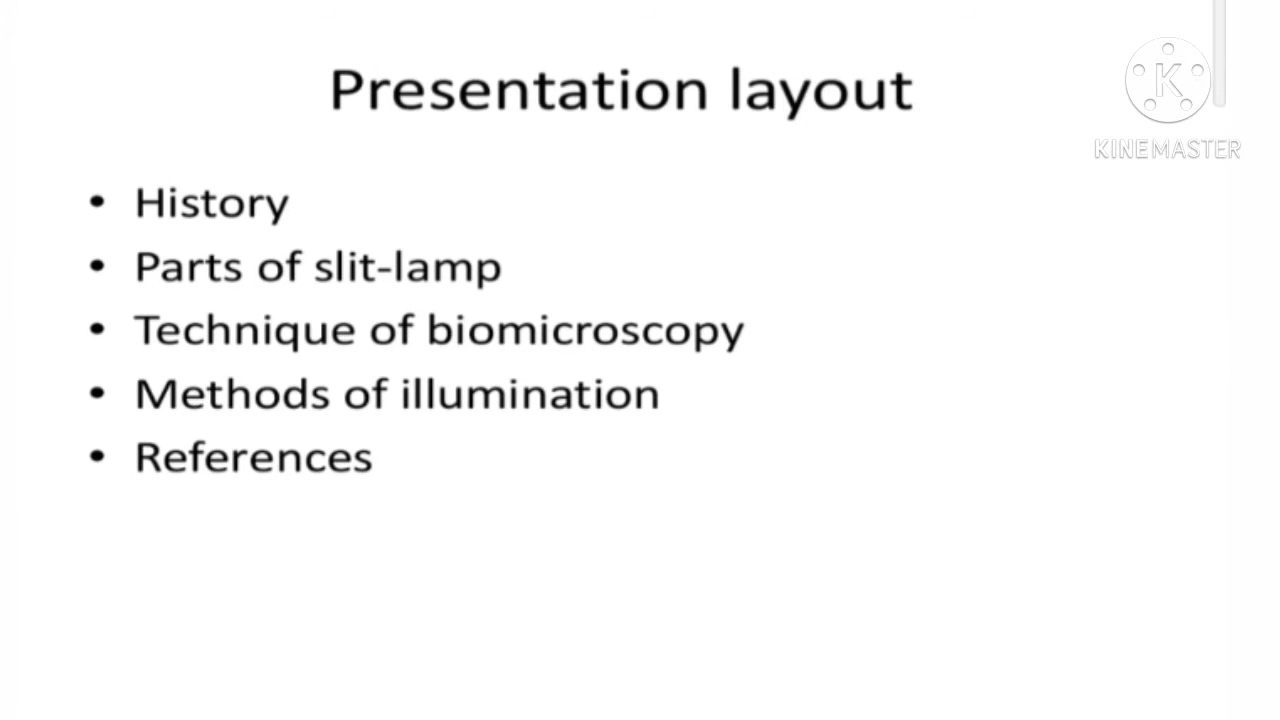 Presentation layout
K
KINEMASTER
• History
• Parts of slit-lamp
• Technique of biomicroscopy
• Methods of illumination
• References